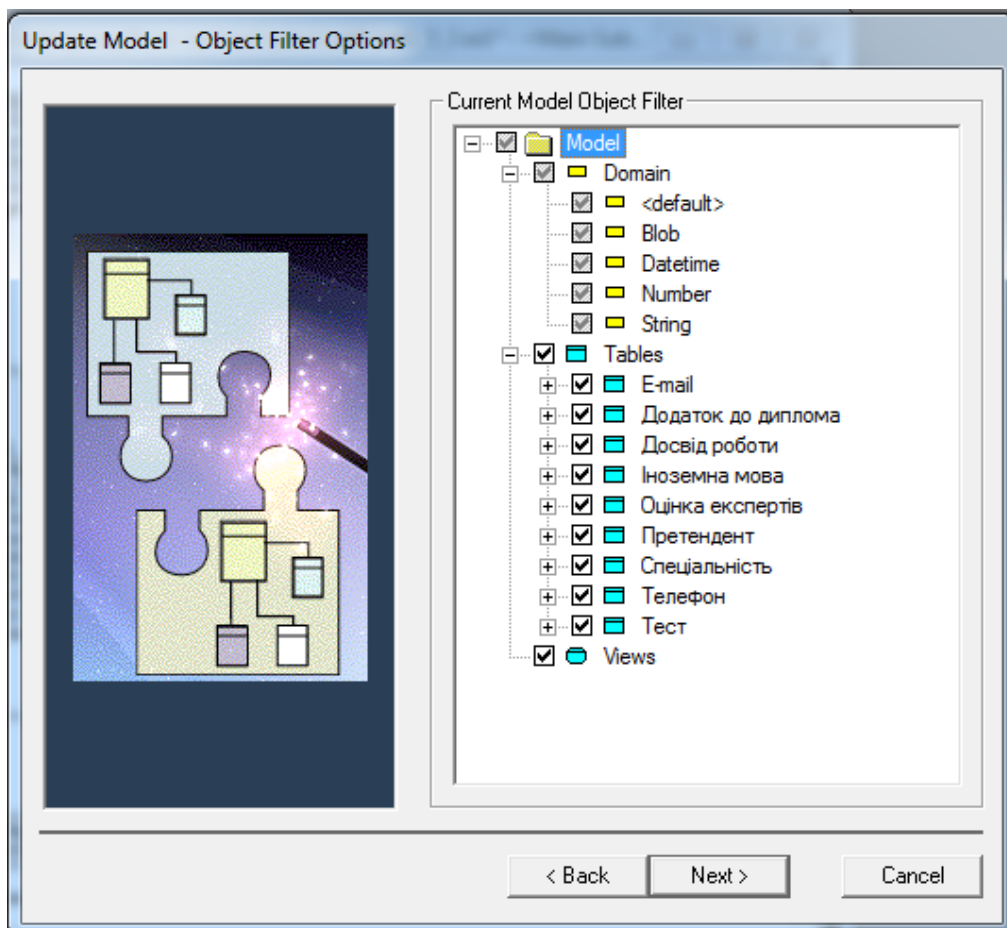 Update Model - Object Filter Options
Current Model Object Filter
Model
Domain
<default>
Blob
Datetime
Number
String
Tables
E-mail
Додаток до диплома
Досвід роботи
Іноземна мова
Оцінка експертів
Претендент
Спеціальність
Телефон
Тест
Views
< Back Next > Cancel